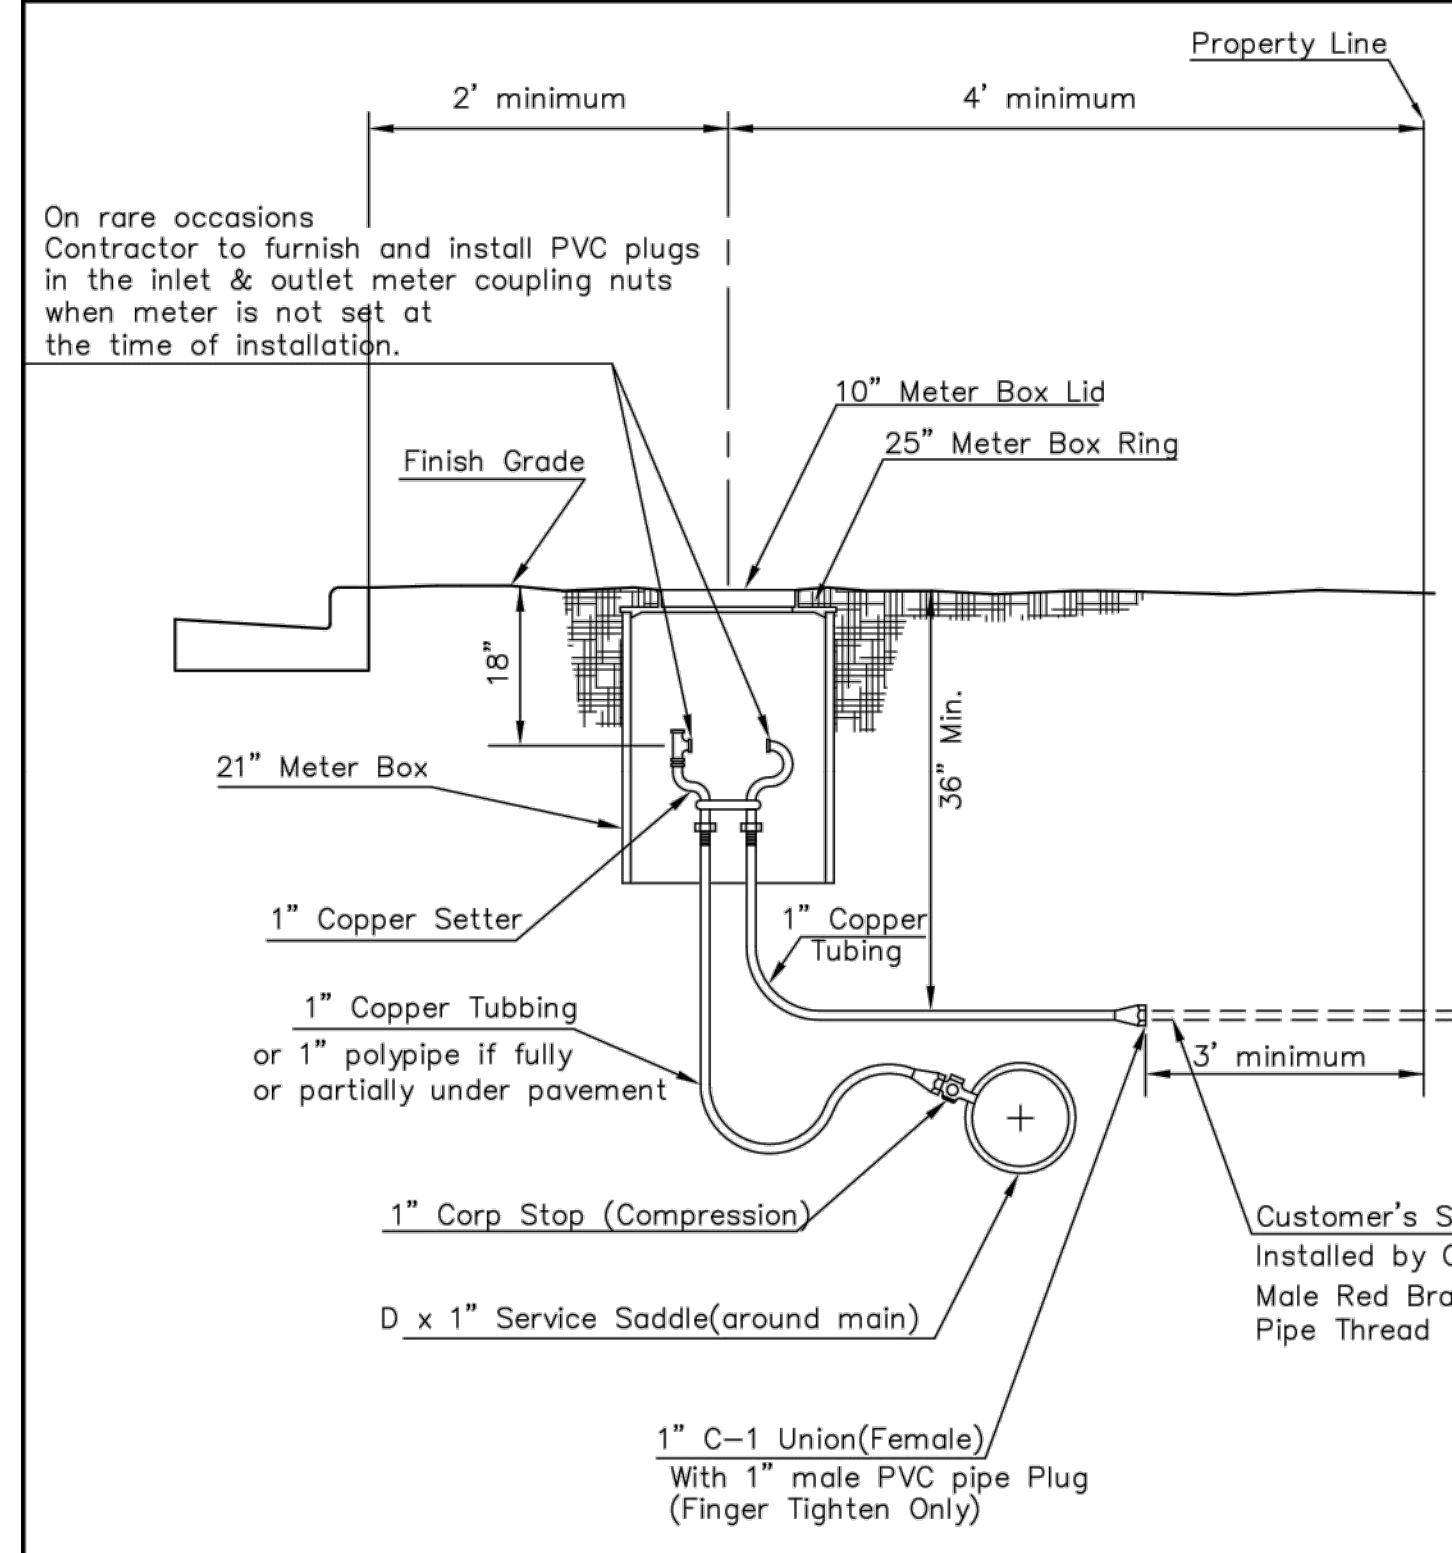 Property Line
2' minimum
4' minimum
On rare occasions
Contractor to furnish and install PVC plugs
in the inlet & outlet meter coupling nuts
when meter is not set at
the time of installation.
10” Meter Box Lid
25” Meter Box Ring
Finish Grade
18”
36” Min.
21” Meter Box
1” Copper Setter
1” Copper
Tubing
1” Copper Tubbing
or 1” polypipe if fully
or partially under pavement
3' minimum
1” Corp Stop (Compression)
Customer's
Installed by
Male Red
Pipe Thread
D x 1” Service Saddle(around main)
1” C-1 Union(Female)
With 1” male PVC pipe Plug
(Finger Tighten Only)